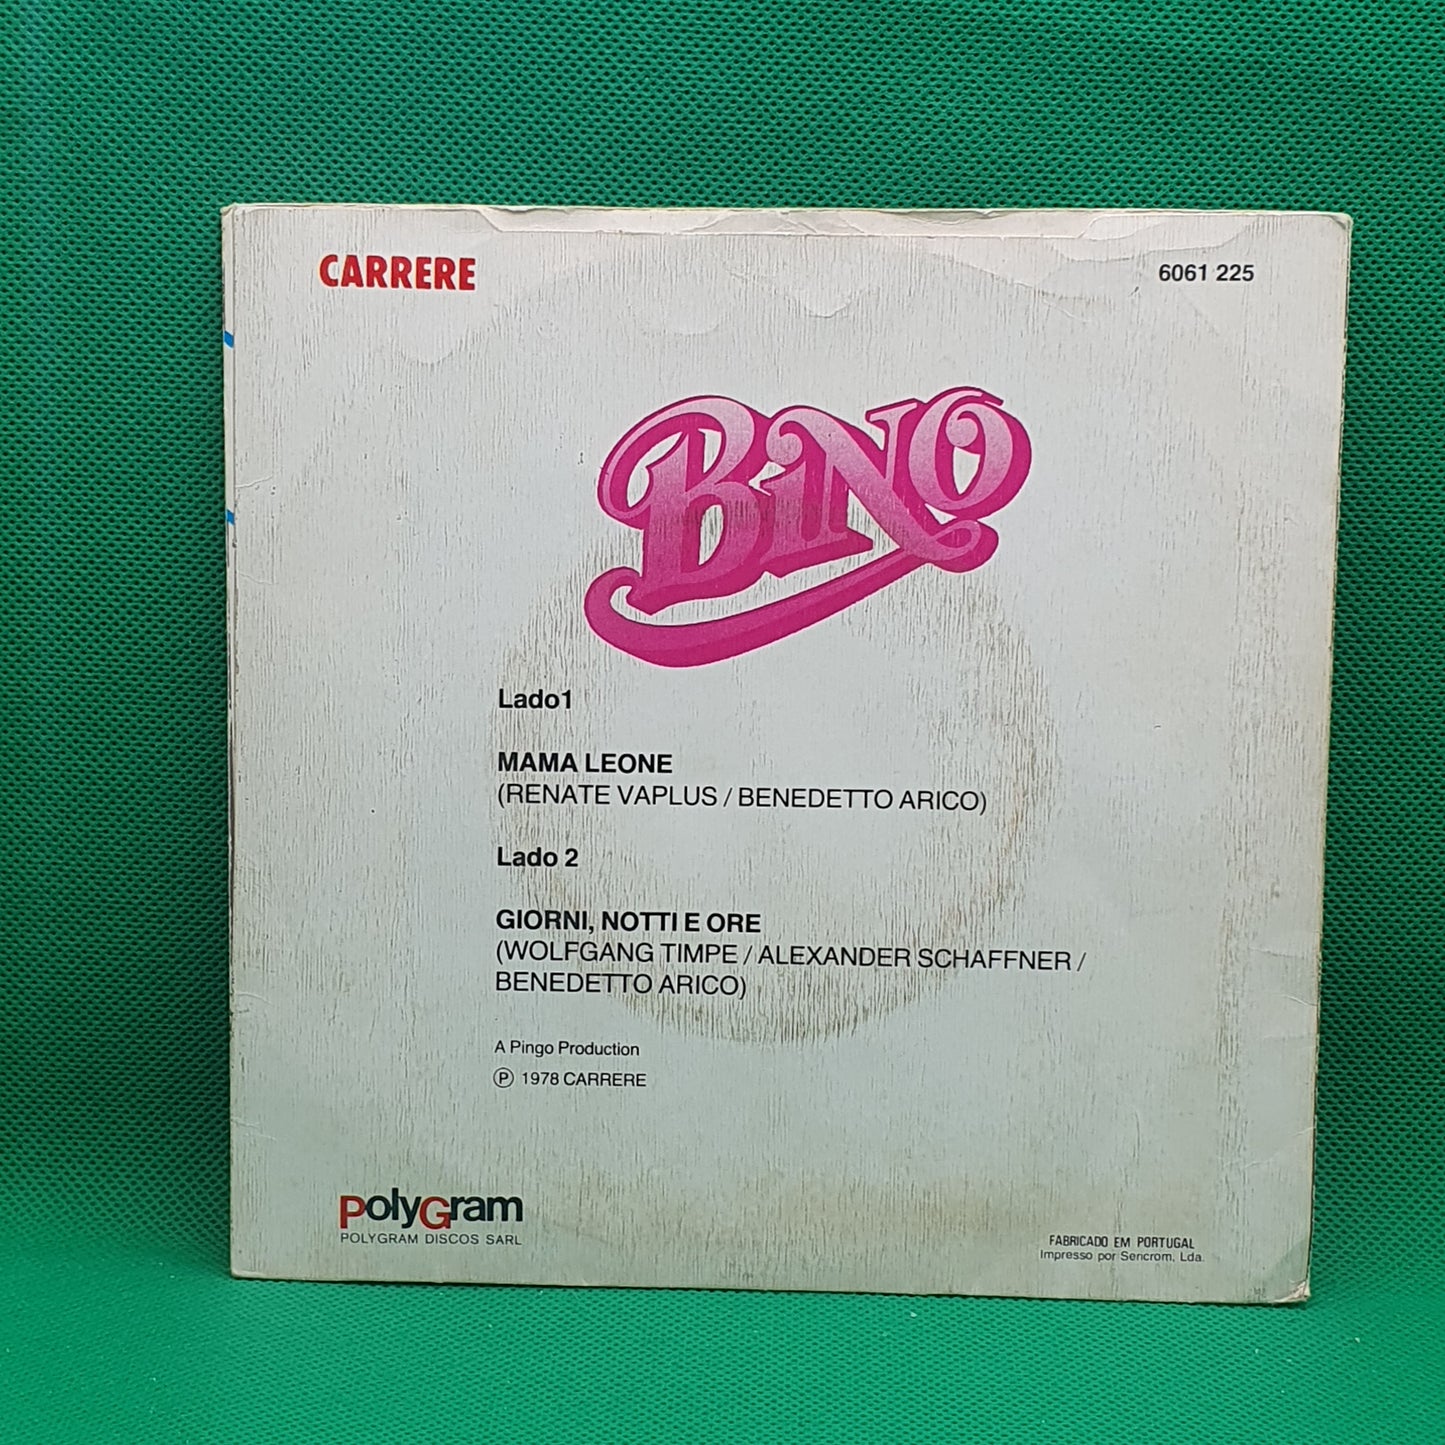 CARRERE
6061 225
BiNO
Lado1
MAMA LEONE
(RENATE VAPLUS / BENEDETTO ARICO)
Lado 2
GIORNI, NOTTI E ORE
(WOLFGANG TIMPE / ALEXANDER SCHAFFNER /
BENEDETTO ARICO)
A Pingo Production
℗ 1978 CARRERE
PolyGram
POLYGRAM DISCOS SARL
FABRICADO EM PORTUGAL
Impresso por Sencrom, Lda.